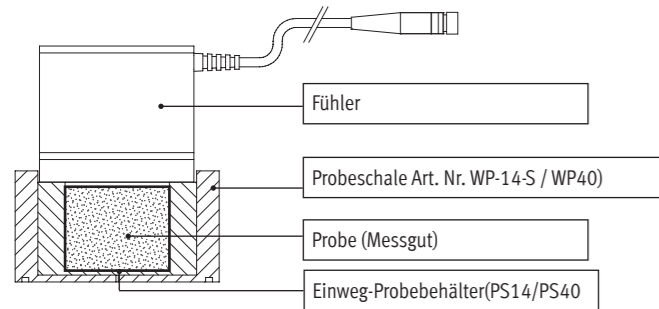 Fühler
Probeschale Art. Nr. WP-14-S / WP40)
Probe (Messgut)
Einweg-Probebehälter(PS14/PS40